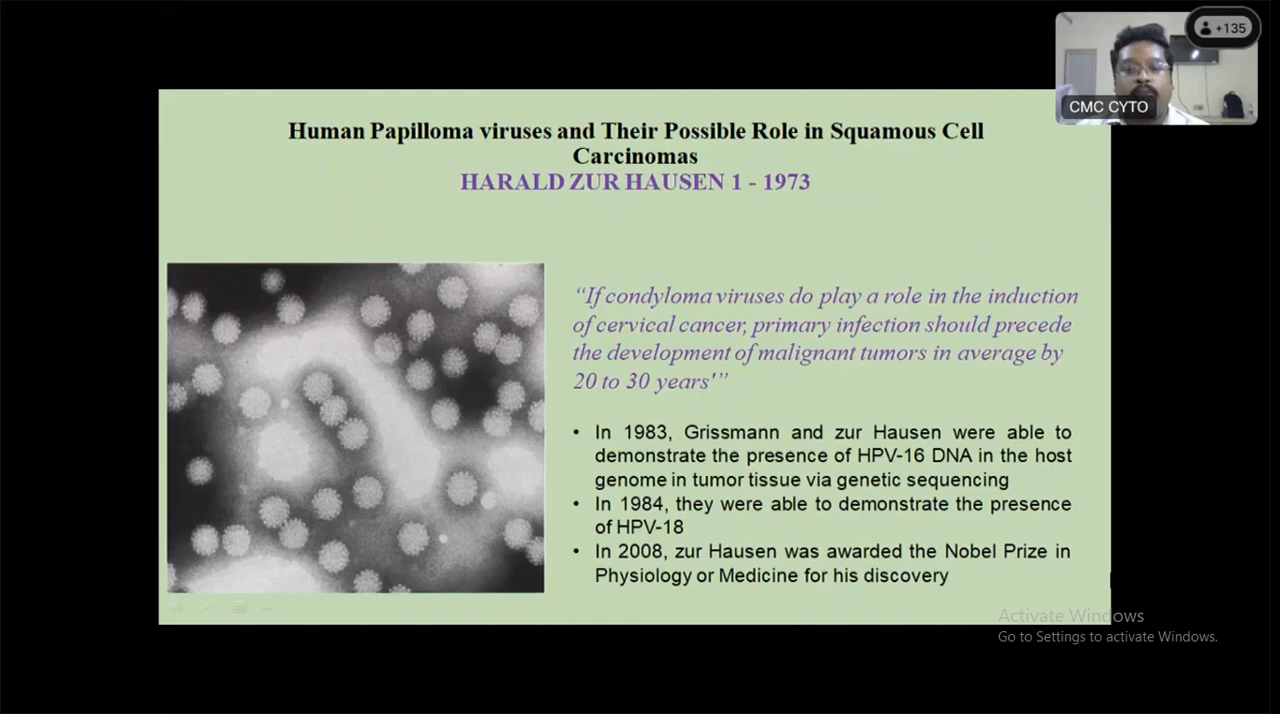 +135
CMC CYTO
Human Papilloma viruses and Their Possible Role in Squamous Cell
Carcinomas
HARALD ZUR HAUSEN 1 - 1973
“If condyloma viruses do play a role in the induction
of cervical cancer, primary infection should precede
the development of malignant tumors in average by
20 to 30 years'”
• In 1983, Grissmann and zur Hausen were able to
demonstrate the presence of HPV-16 DNA in the host
genome in tumor tissue via genetic sequencing
• In 1984, they were able to demonstrate the presence
of HPV-18
• In 2008, zur Hausen was awarded the Nobel Prize in
Physiology or Medicine for his discovery
Activate Windows
Go to Settings to activate Windows.